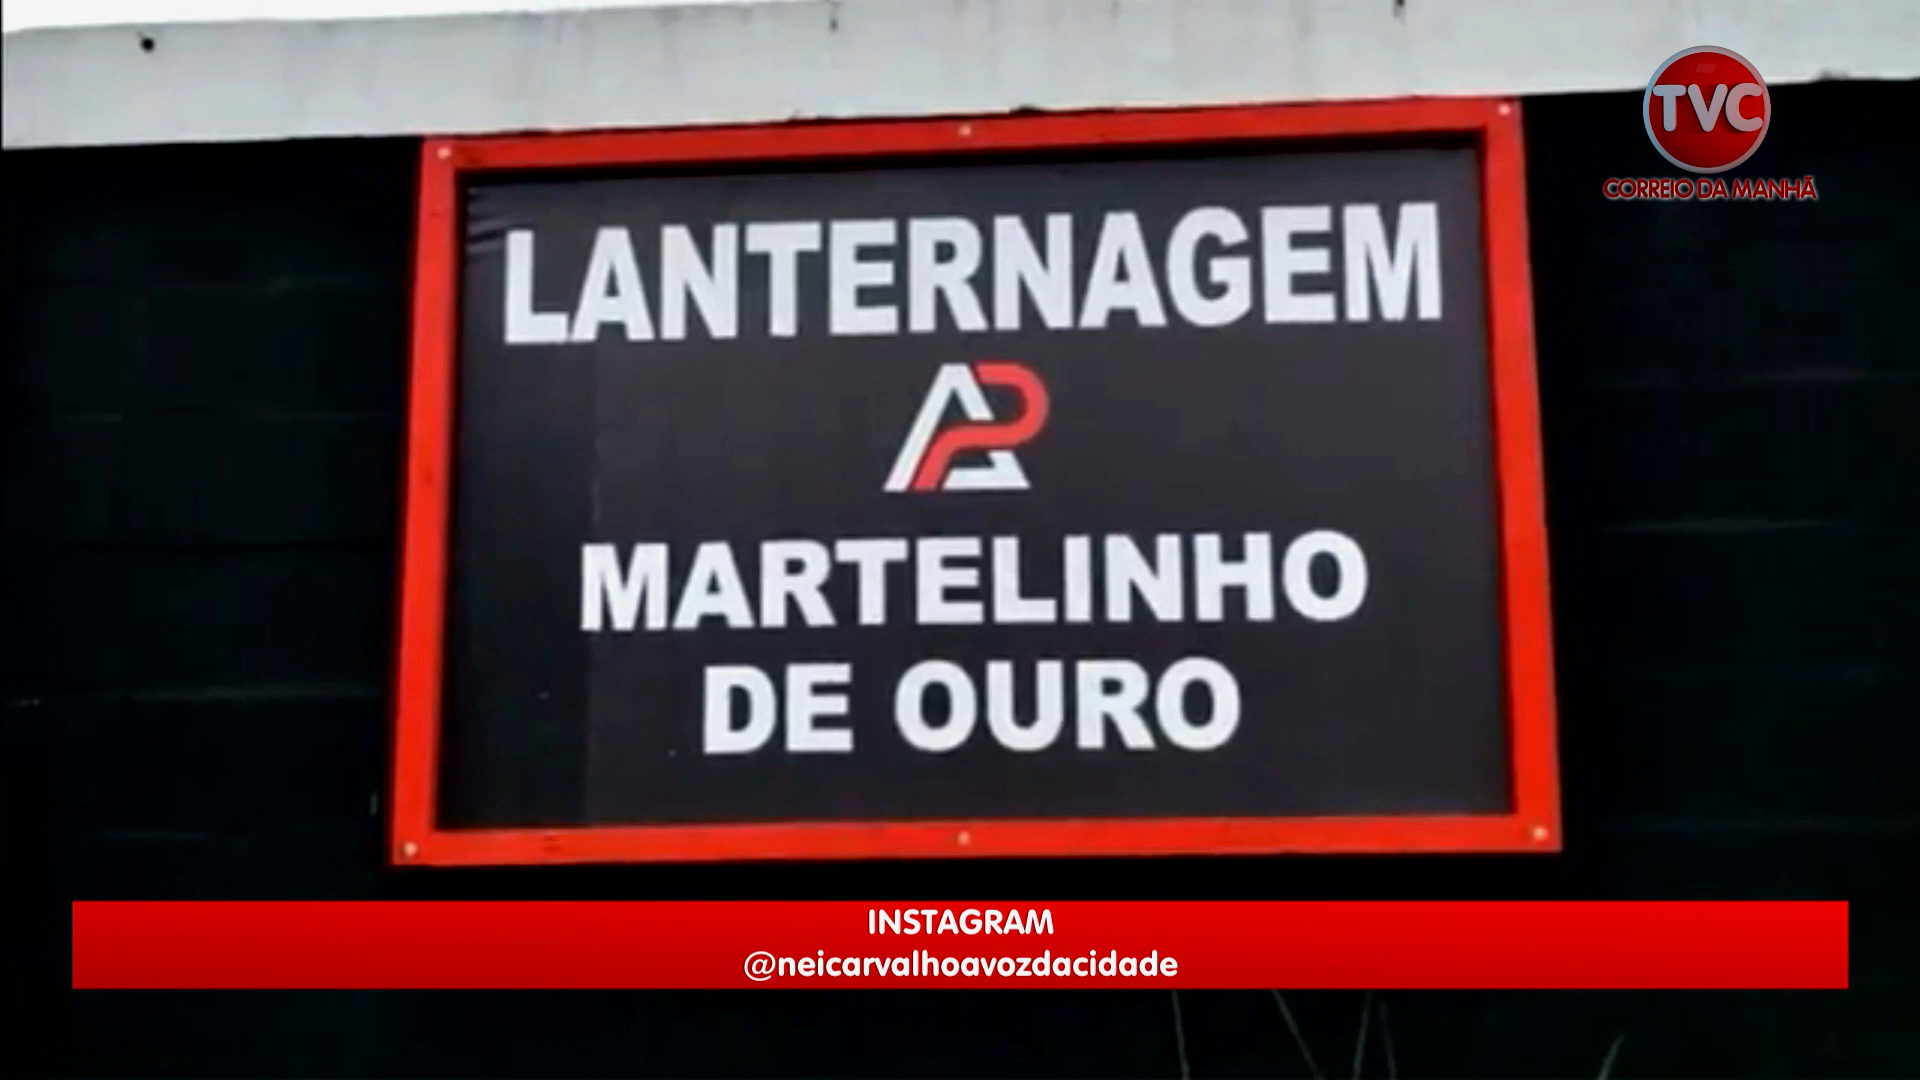 TVC
CORREIO DA MANHÃ
LANTERNAGEM
AP
MARTELINHO
DE OURO
INSTAGRAM
@neicarvalhoavozdacidade